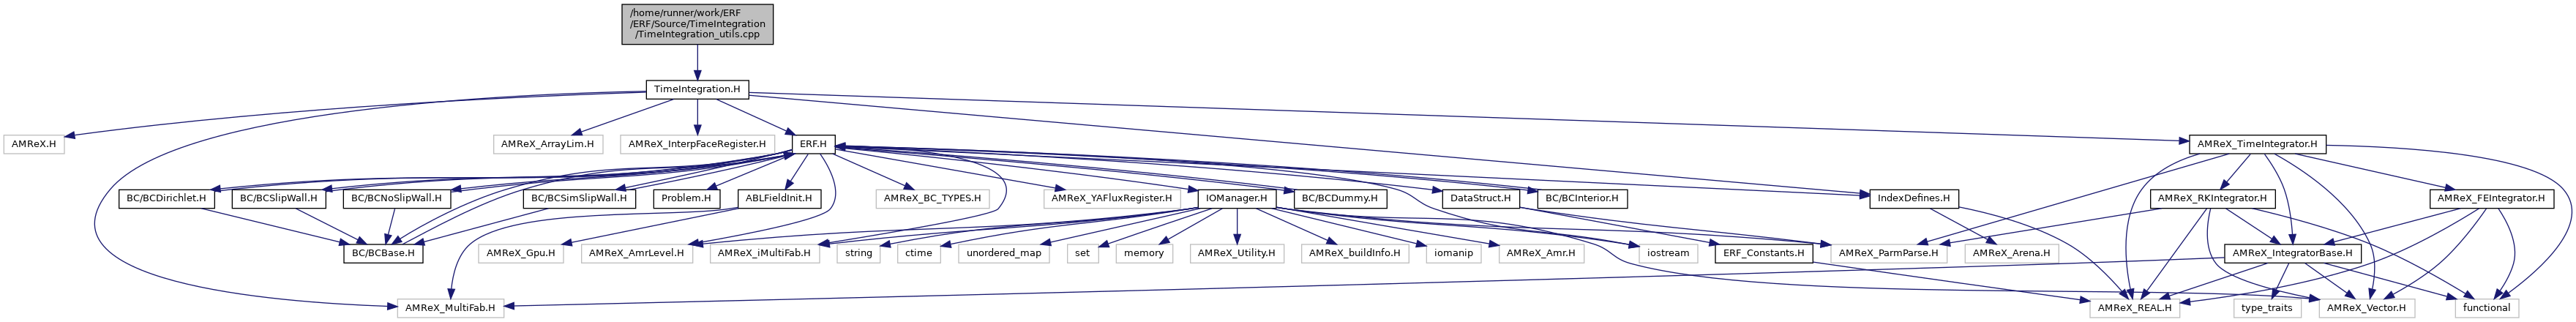 /home/runner/work/ERF
/ERF/Source/TimeIntegration
/TimeIntegration_utils.cpp
TimeIntegration.H
AMReX.H
AMReX_ArrayLim.H
AMReX_InterpFaceRegister.H
ERF.H
AMReX_TimeIntegrator.H
BC/BCDirichlet.H
BC/BCSlipWall.H
BC/BCNoSlipWall.H
BC/BCSimSlipWall.H
Problem.H
ABLFieldInit.H
AMReX_BC_TYPES.H
AMReX_YAFluxRegister.H
IOManager.H
BC/BCDummy.H
DataStruct.H
BC/BCInterior.H
IndexDefines.H
AMReX_RKIntegrator.H
AMReX_FEIntegrator.H
BC/BCBase.H
AMReX_Gpu.H
AMReX_AmrLevel.H
AMReX_iMultiFab.H
string
ctime
unordered_map
set
memory
AMReX_Utility.H
AMReX_buildInfo.H
iomanip
AMReX_Amr.H
iostream
ERF_Constants.H
AMReX_ParmParse.H
AMReX_Arena.H
AMReX_IntegratorBase.H
AMReX_MultiFab.H
AMReX_REAL.H
type_traits
AMReX_Vector.H
functional